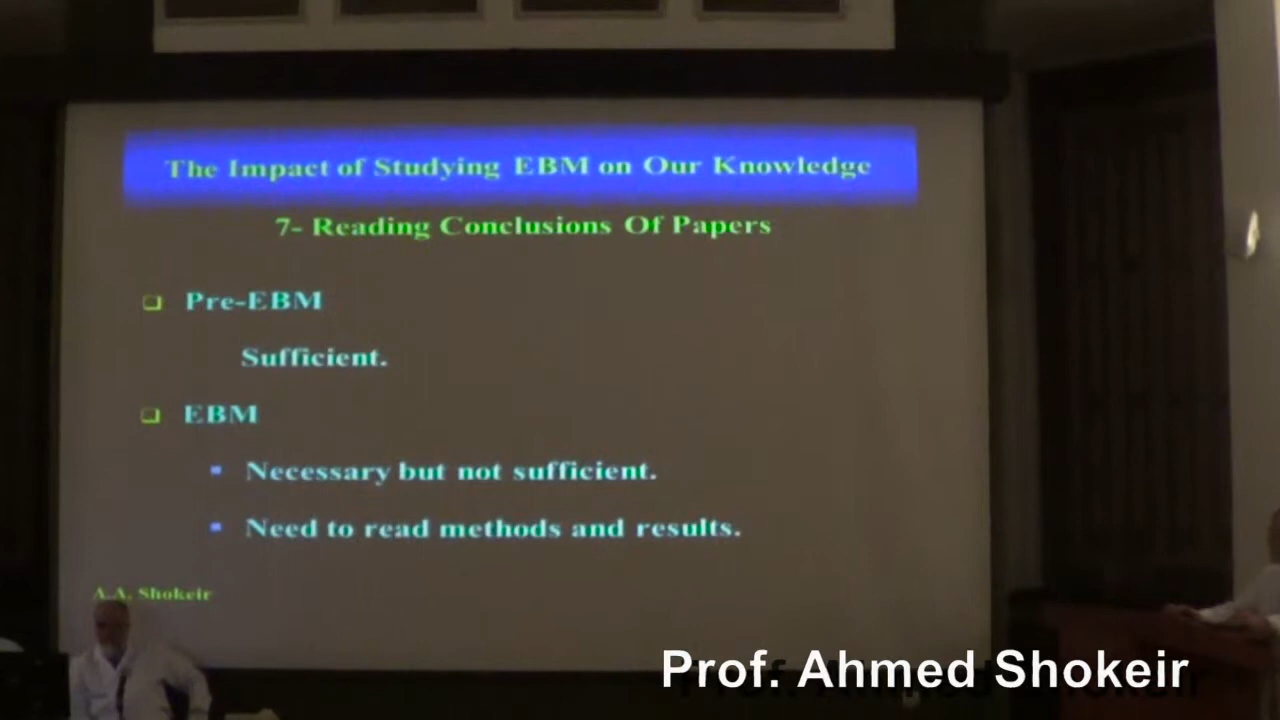 The Impact of Studying EBM on Our Knowledge
7- Reading Conclusions Of Papers
Pre-EBM
Sufficient.
EBM
Necessary but not sufficient.
Need to read methods and results.
A.A. Shokeir
Prof. Ahmed Shokeir